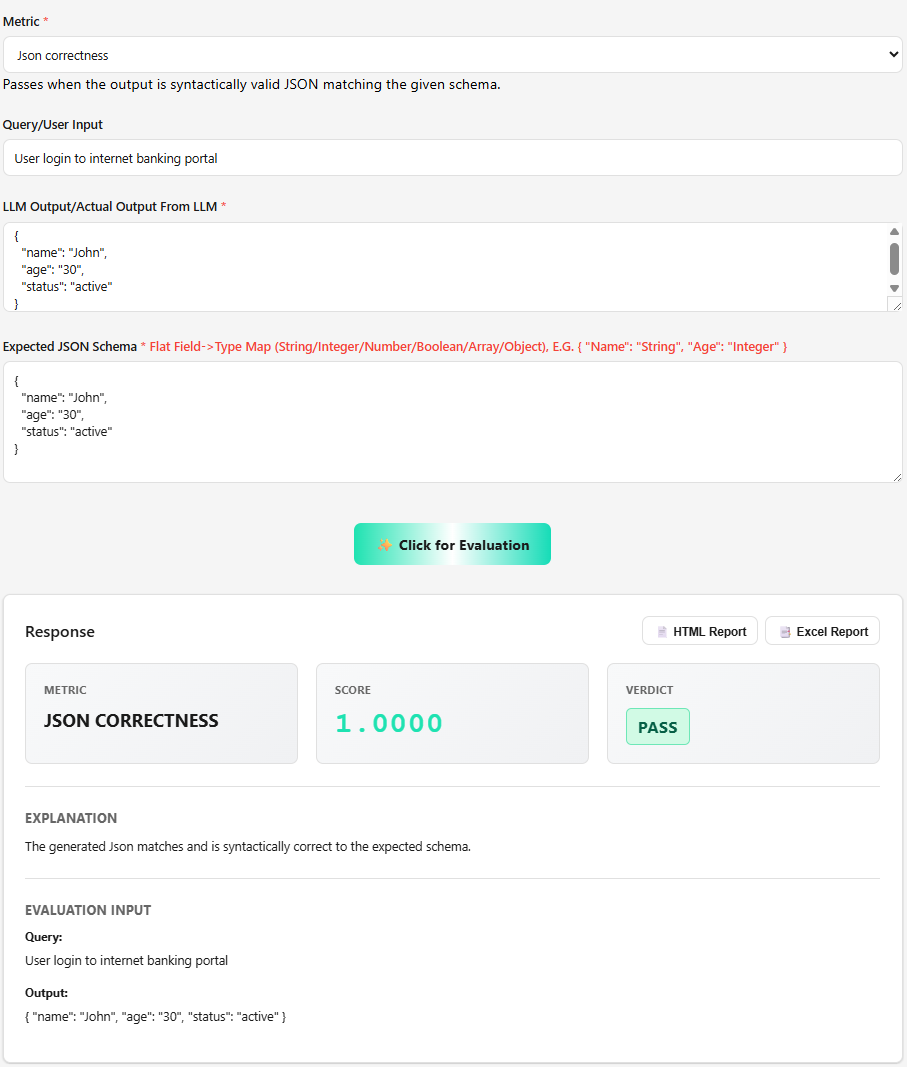 Metric *
Json correctness
Passes when the output is syntactically valid JSON matching the given schema.
Query/User Input
User login to internet banking portal
LLM Output/Actual Output From LLM *
{
  "name": "John",
  "age": "30",
  "status": "active"
}
Expected JSON Schema * Flat Field->Type Map (String/Integer/Number/Boolean/Array/Object), E.G. { "Name": "String", "Age": "Integer" }
{
  "name": "John",
  "age": "30",
  "status": "active"
}
✨ Click for Evaluation
Response
HTML Report
Excel Report
METRIC
JSON CORRECTNESS
SCORE
1.0000
VERDICT
PASS
EXPLANATION
The generated Json matches and is syntactically correct to the expected schema.
EVALUATION INPUT
Query:
User login to internet banking portal
Output:
{ "name": "John", "age": "30", "status": "active" }